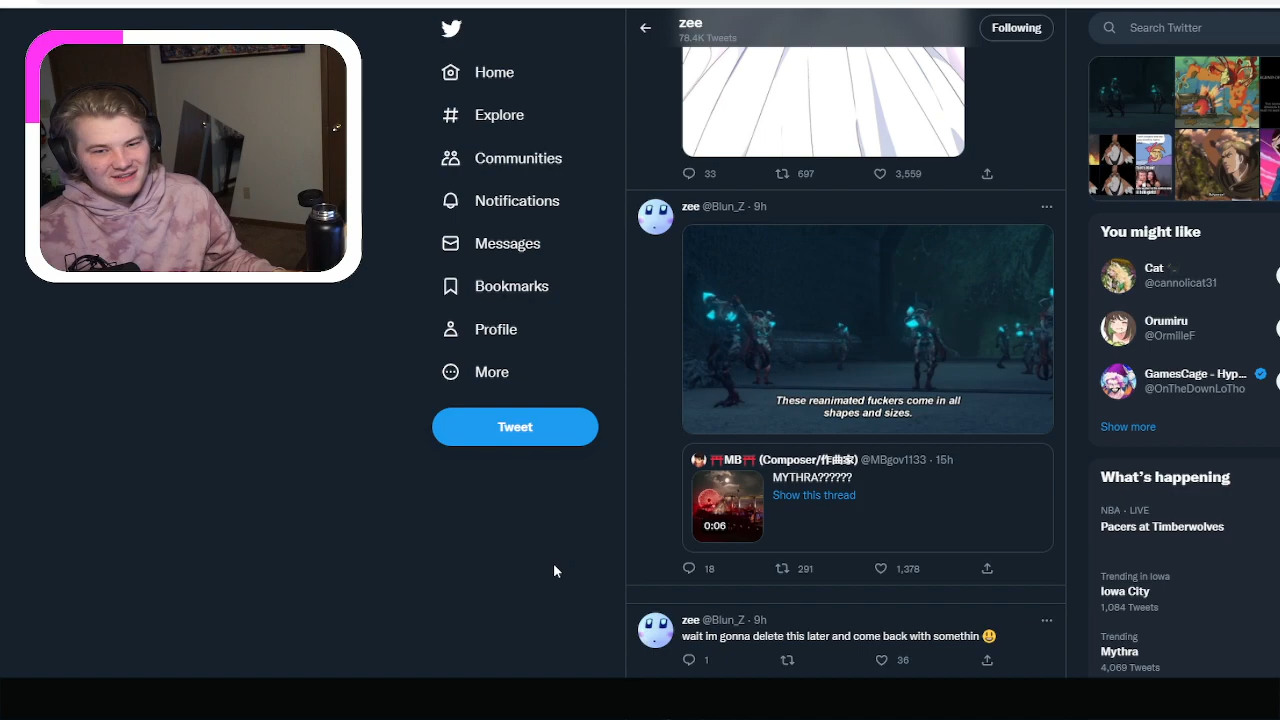 Home
Explore
Communities
Notifications
Messages
Bookmarks
Profile
More
Tweet
zee
78.4K Tweets
Following
33
697
3,559
zee @Blun_Z · 9h
These reanimated fuckers come in all
shapes and sizes.
⛩MB⛩ (Composer/作曲家) @MBgov1133 · 15h
MYTHRA??????
Show this thread
0:06
18
291
1,378
zee @Blun_Z · 9h
wait im gonna delete this later and come back with somethin 😃
1
36
Search Twitter
You might like
Cat
@cannolicat31
Orumiru
@OrmilleF
GamesCage - Hyp...
@OnTheDownLoTho
Show more
What's happening
NBA · LIVE
Pacers at Timberwolves
Trending in Iowa
Iowa City
1,084 Tweets
Trending
Mythra
4,069 Tweets